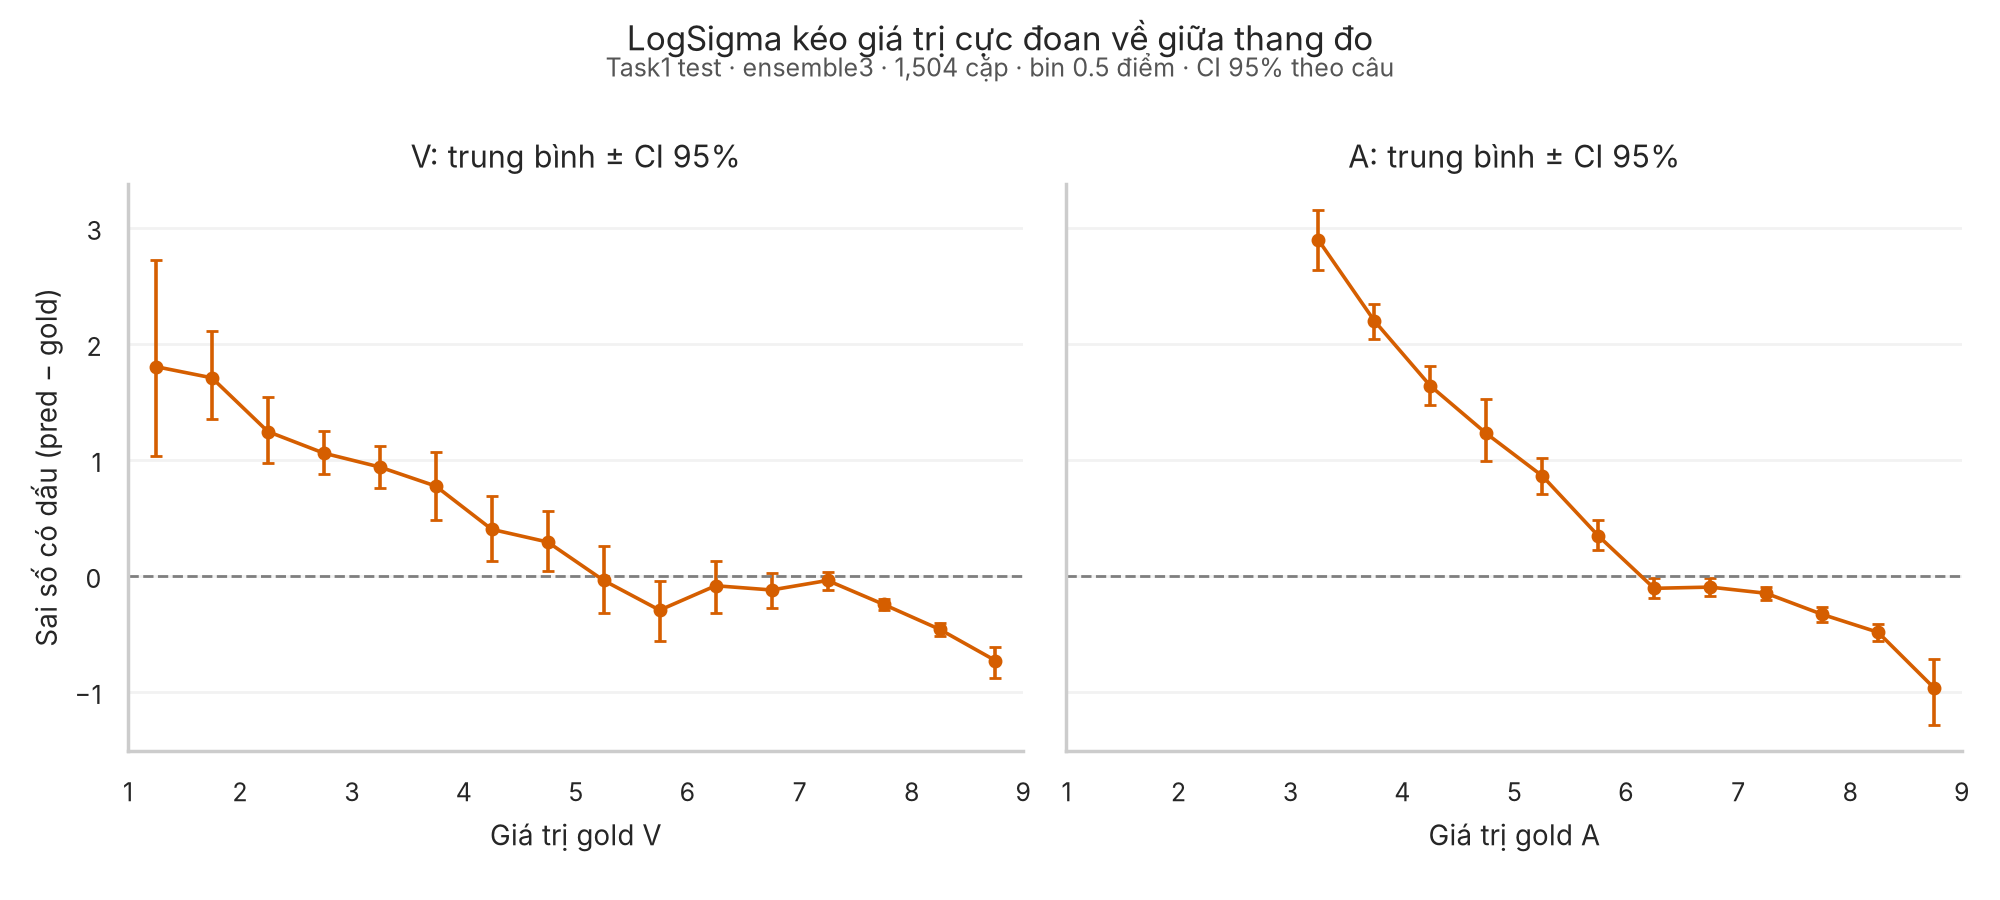 LogSigma kéo giá trị cực đoan về giữa thang đo
Task1 test · ensemble3 · 1,504 cặp · bin 0.5 điểm · CI 95% theo câu
V: trung bình ± CI 95%
A: trung bình ± CI 95%
Sai số có dấu (pred − gold)
3
2
1
0
−1
1 2 3 4 5 6 7 8 9
1 2 3 4 5 6 7 8 9
Giá trị gold V
Giá trị gold A